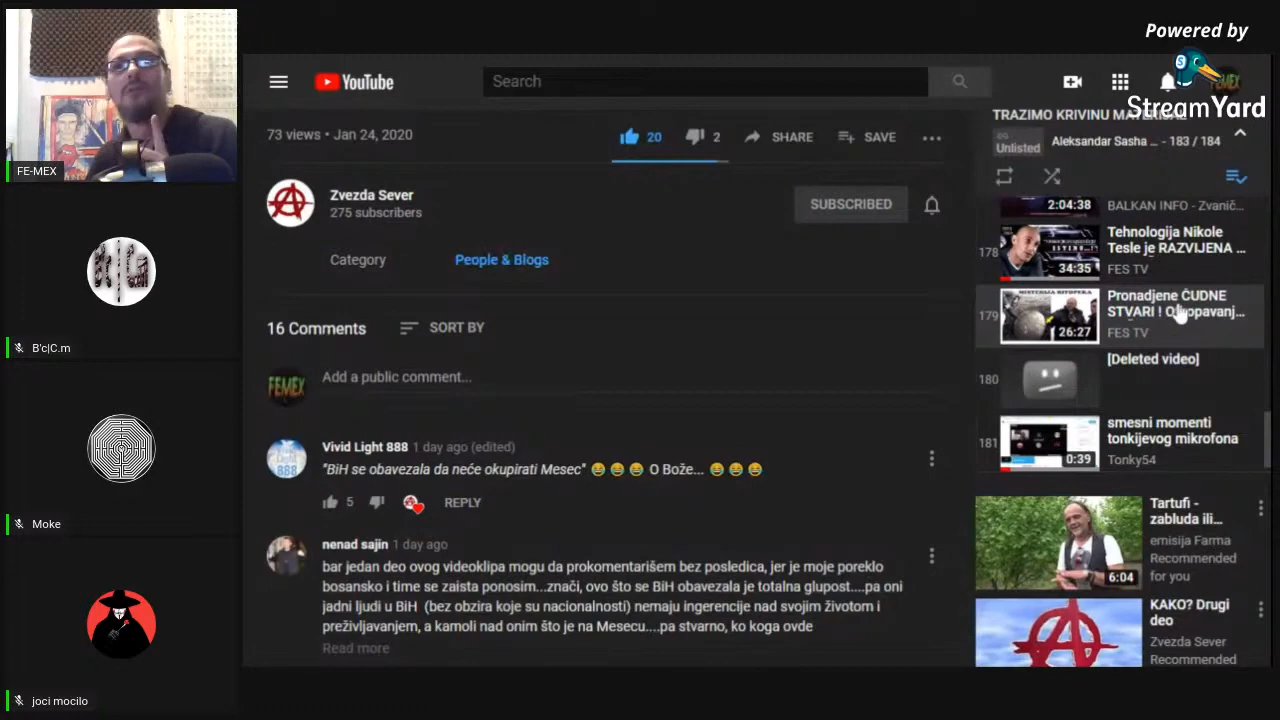 Powered by
StreamYard
FE-MEX
B'c|C.m
Moke
joci mocilo
YouTube
Search
FEMEX
73 views • Jan 24, 2020
20
2
SHARE
SAVE
Zvezda Sever
275 subscribers
SUBSCRIBED
Category
People & Blogs
16 Comments
SORT BY
FEMEX
Add a public comment...
Vivid Light 888 1 day ago (edited)
"BiH se obavezala da neće okupirati Mesec" 😂 😂 😂 O Bože... 😂 😂 😂
5
REPLY
nenad sajin 1 day ago
bar jedan deo ovog videoklipa mogu da prokomentarišem bez posledica, jer je moje poreklo
bosansko i time se zaista ponosim...znači, ovo što se BiH obavezala je totalna glupost....pa oni
jadni ljudi u BiH (bez obzira koje su nacionalnosti) nemaju ingerencije nad svojim životom i
preživljavanjem, a kamoli nad onim što je na Mesecu....pa stvarno, ko koga ovde
Read more
TRAZIMO KRIVINU MATERIJAL
Unlisted
Aleksandar Sasha ... - 183 / 184
2:04:38
BALKAN INFO - Zvanič...
178
34:35
Tehnologija Nikole
Tesle je RAZVIJENA ...
FES TV
179
26:27
Pronadjene ČUDNE
STVARI !
FES TV
180
[Deleted video]
181
0:39
smesni momenti
tonkijevog mikrofona
Tonky54
6:04
Tartufi -
zabluda ili...
emisija Farma
Recommended
for you
KAKO? Drugi
deo
Zvezda Sever
Recommended